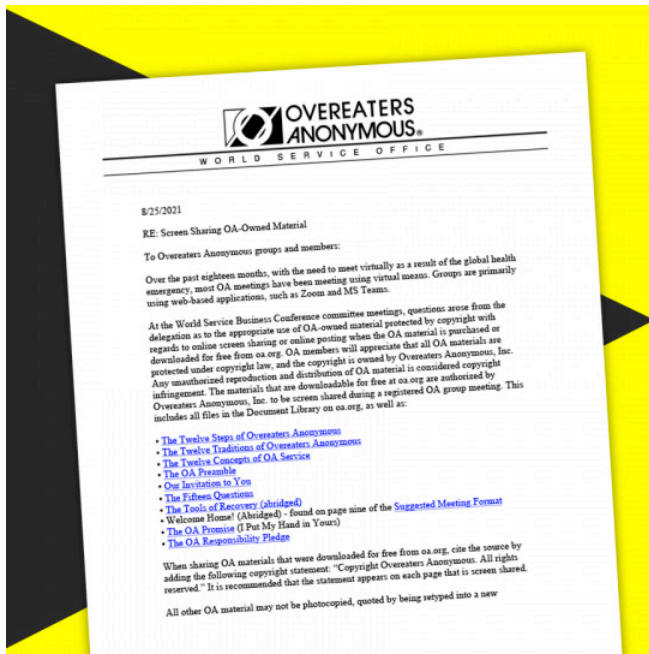 OVEREATERS
ANONYMOUS®
WORLD SERVICE OFFICE
8/25/2021
RE: Screen Sharing OA-Owned Material
To Overeaters Anonymous groups and members:
Over the past eighteen months, with the need to meet virtually as a result of the global health
emergency, most OA meetings have been meeting using virtual means. Groups are primarily
using web-based applications, such as Zoom and MS Teams.
At the World Service Business Conference committee meetings, questions arose from the
delegation as to the appropriate use of OA-owned material protected by copyright with
regards to online screen sharing or online posting when the OA material is purchased or
downloaded for free from oa.org. OA members will appreciate that all OA materials are
protected under copyright law, and the copyright is owned by Overeaters Anonymous, Inc.
Any unauthorized reproduction and distribution of OA material is considered copyright
infringement. The materials that are downloadable for free at oa.org are authorized by
Overeaters Anonymous, Inc. to be screen shared during a registered OA group meeting. This
includes all files in the Document Library on oa.org, as well as:
• The Twelve Steps of Overeaters Anonymous
• The Twelve Traditions of Overeaters Anonymous
• The Twelve Concepts of OA Service
• The OA Preamble
• Our Invitation to You
• The Fifteen Questions
• The Tools of Recovery (abridged)
• Welcome Home! (Abridged) - found on page nine of the Suggested Meeting Format
• The OA Promise (I Put My Hand in Yours)
• The OA Responsibility Pledge
When sharing OA materials that were downloaded for free from oa.org, cite the source by
adding the following copyright statement: “Copyright Overeaters Anonymous. All rights
reserved.” It is recommended that the statement appears on each page that is screen shared.
All other OA material may not be photocopied, quoted by being retyped into a new